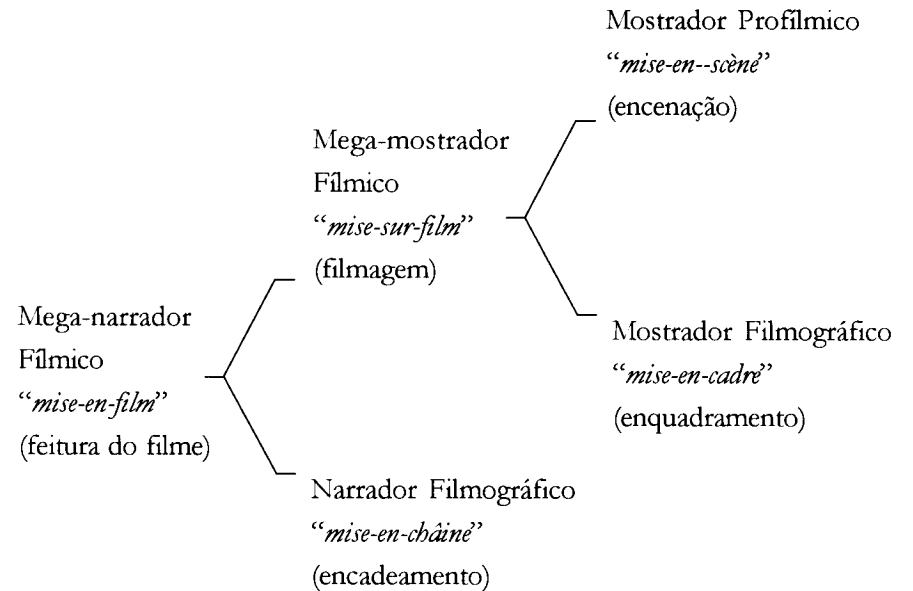 Mostrador Profílmico
“mise-en--scène”
(encenação)
Mega-mostrador
Fílmico
“mise-sur-film”
(filmagem)
Mega-narrador
Fílmico
“mise-en-film”
(feitura do filme)
Mostrador Filmográfico
“mise-en-cadre”
(enquadramento)
Narrador Filmográfico
“mise-en-châine”
(encadeamento)